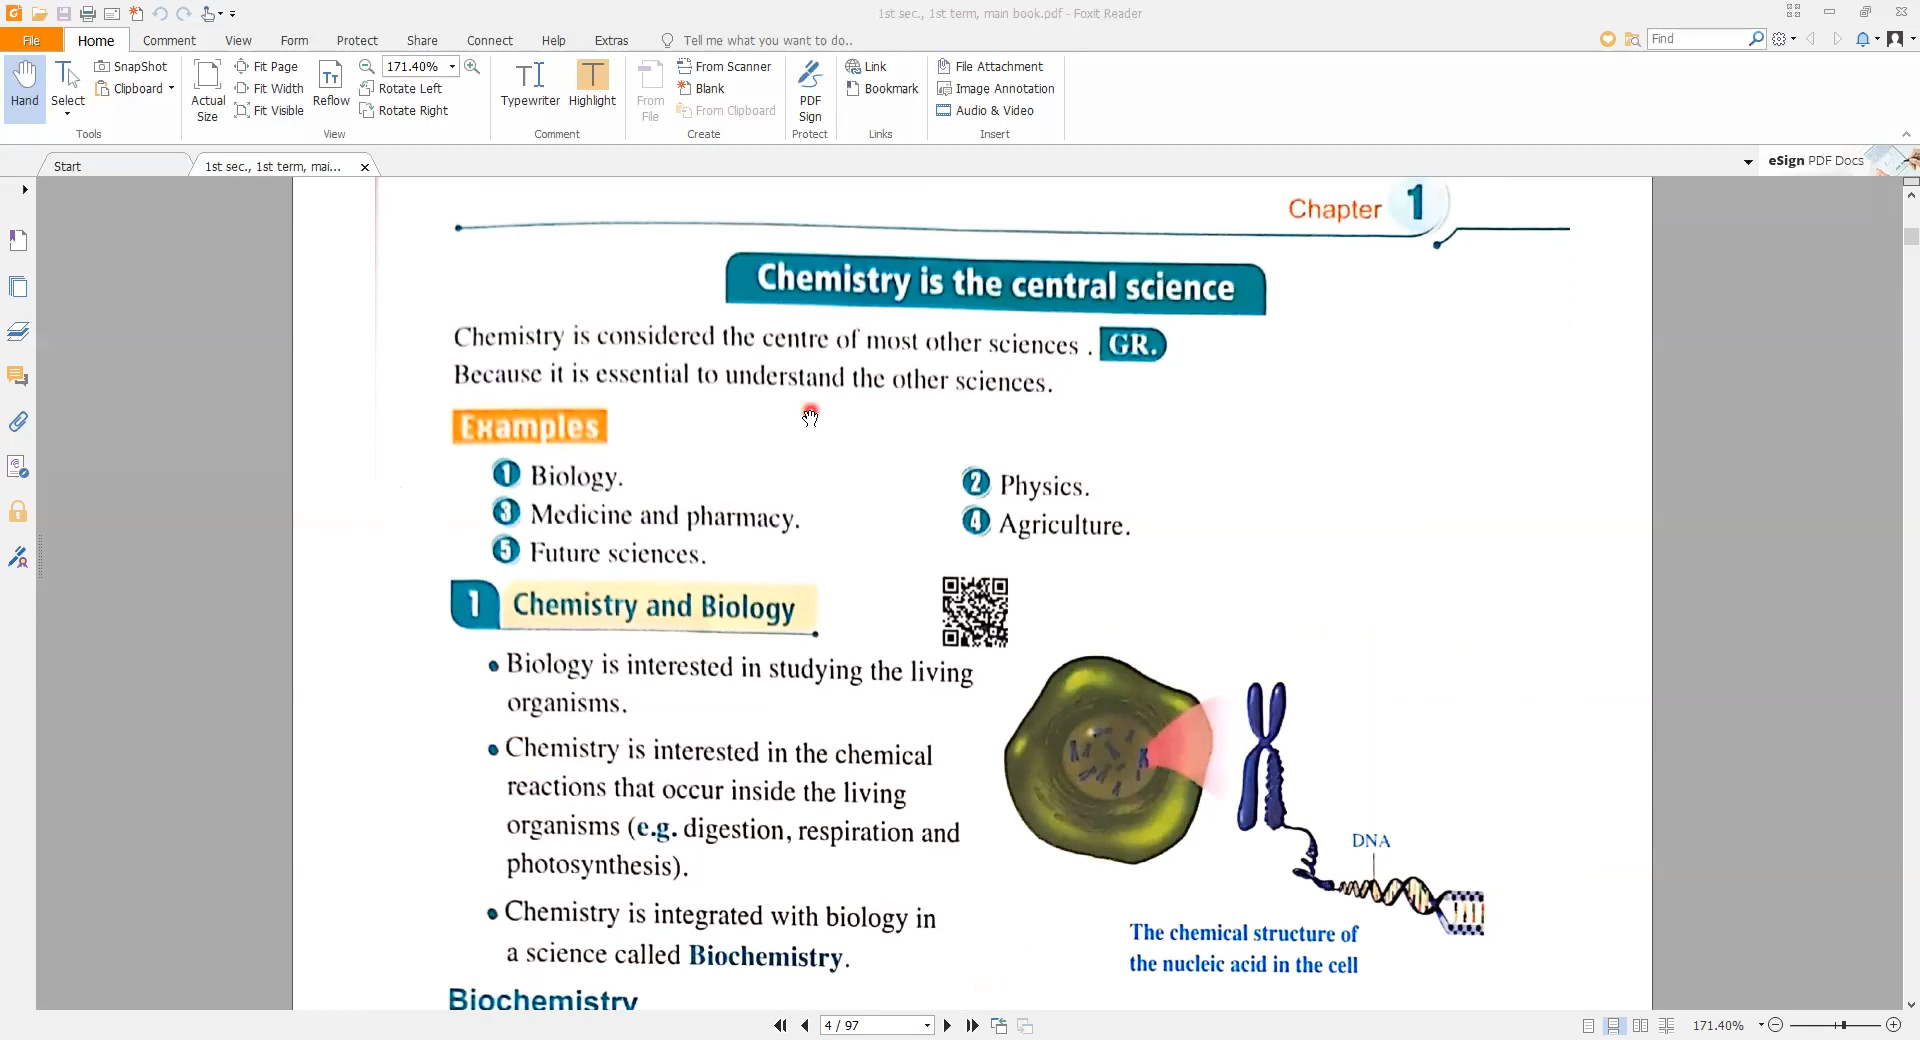 1st sec., 1st term, main book.pdf - Foxit Reader
File Home Comment View Form Protect Share Connect Help Extras Tell me what you want to do.. Find
Hand
Select
SnapShot
Clipboard
Tools
Actual Size
Fit Page
Fit Width
Fit Visible
Reflow
171.40%
Rotate Left
Rotate Right
View
Typewriter
Highlight
Comment
From File
From Scanner
Blank
From Clipboard
Create
PDF Sign
Protect
Link
Bookmark
Links
File Attachment
Image Annotation
Audio & Video
Insert
Start
1st sec., 1st term, mai...
eSign PDF Docs
Chapter 1
Chemistry is the central science
Chemistry is considered the centre of most other sciences . GR.
Because it is essential to understand the other sciences.
Examples
1 Biology.
2 Physics.
3 Medicine and pharmacy.
4 Agriculture.
5 Future sciences.
1 Chemistry and Biology
• Biology is interested in studying the living
organisms.
• Chemistry is interested in the chemical
reactions that occur inside the living
organisms (e.g. digestion, respiration and
photosynthesis).
• Chemistry is integrated with biology in
a science called Biochemistry.
DNA
The chemical structure of
the nucleic acid in the cell
Biochemistry
4 / 97
171.40%